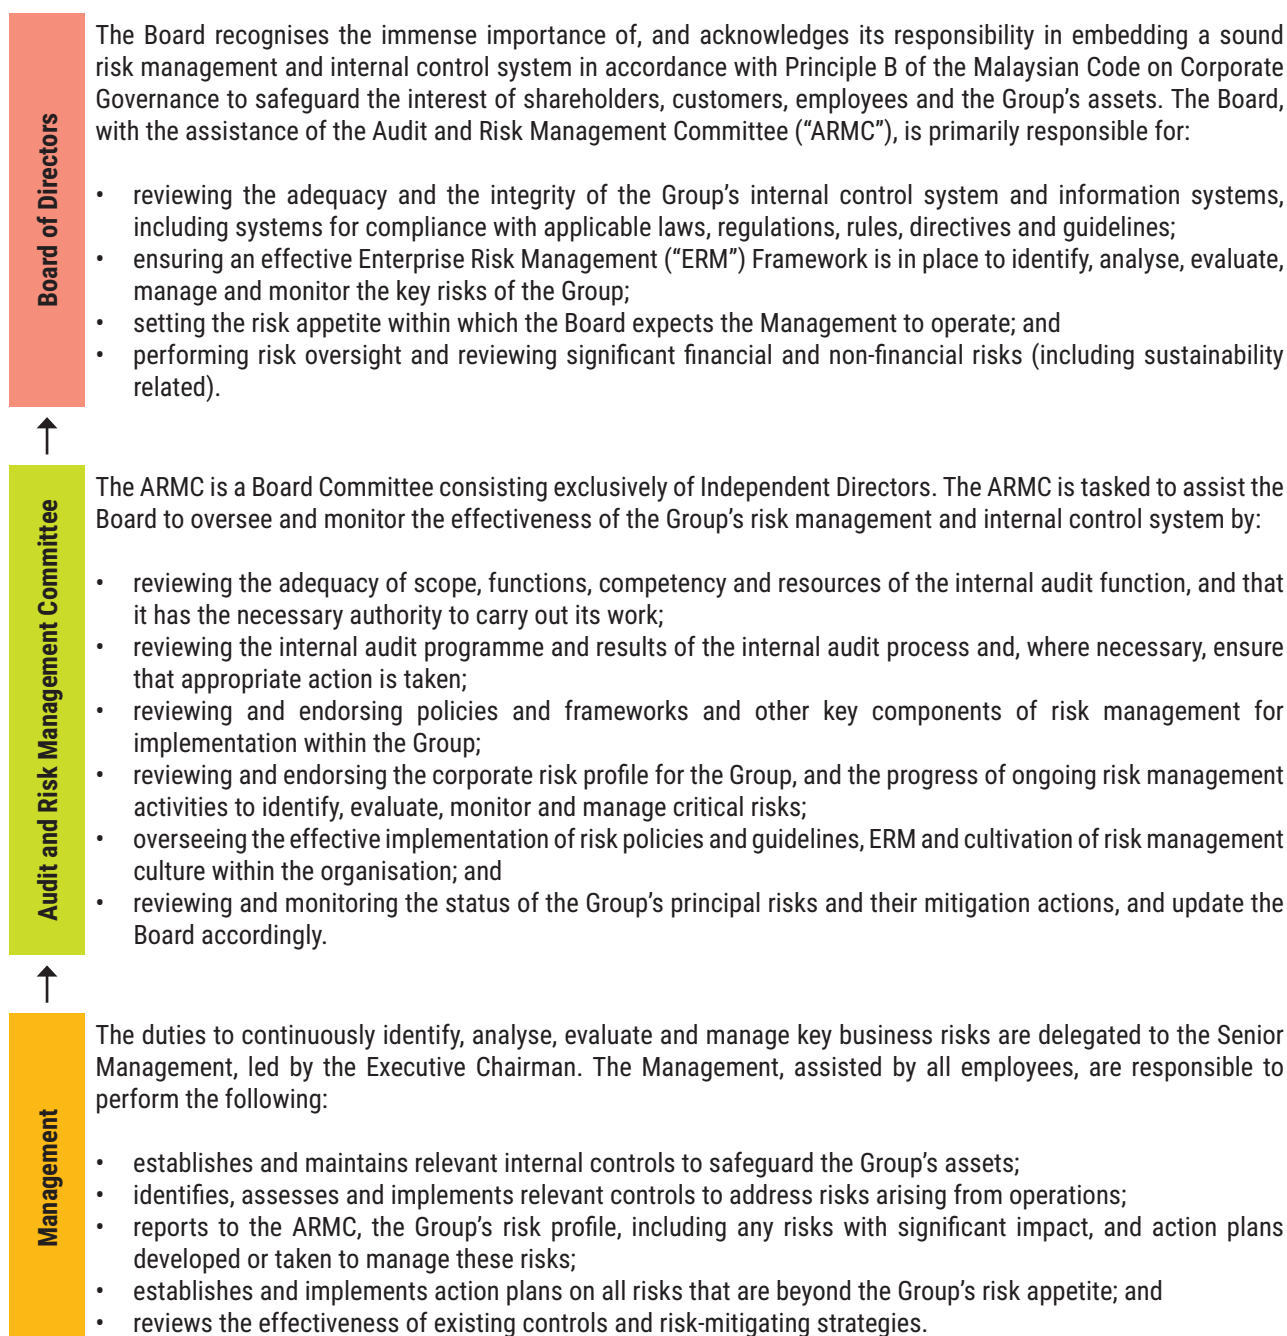 Board of Directors
The Board recognises the immense importance of, and acknowledges its responsibility in embedding a sound
risk management and internal control system in accordance with Principle B of the Malaysian Code on Corporate
Governance to safeguard the interest of shareholders, customers, employees and the Group’s assets. The Board,
with the assistance of the Audit and Risk Management Committee (“ARMC”), is primarily responsible for:
• reviewing the adequacy and the integrity of the Group’s internal control system and information systems,
including systems for compliance with applicable laws, regulations, rules, directives and guidelines;
• ensuring an effective Enterprise Risk Management (“ERM”) Framework is in place to identify, analyse, evaluate,
manage and monitor the key risks of the Group;
• setting the risk appetite within which the Board expects the Management to operate; and
• performing risk oversight and reviewing significant financial and non-financial risks (including sustainability
related).
Audit and Risk Management Committee
The ARMC is a Board Committee consisting exclusively of Independent Directors. The ARMC is tasked to assist the
Board to oversee and monitor the effectiveness of the Group’s risk management and internal control system by:
• reviewing the adequacy of scope, functions, competency and resources of the internal audit function, and that
it has the necessary authority to carry out its work;
• reviewing the internal audit programme and results of the internal audit process and, where necessary, ensure
that appropriate action is taken;
• reviewing and endorsing policies and frameworks and other key components of risk management for
implementation within the Group;
• reviewing and endorsing the corporate risk profile for the Group, and the progress of ongoing risk management
activities to identify, evaluate, monitor and manage critical risks;
• overseeing the effective implementation of risk policies and guidelines, ERM and cultivation of risk management
culture within the organisation; and
• reviewing and monitoring the status of the Group’s principal risks and their mitigation actions, and update the
Board accordingly.
Management
The duties to continuously identify, analyse, evaluate and manage key business risks are delegated to the Senior
Management, led by the Executive Chairman. The Management, assisted by all employees, are responsible to
perform the following:
• establishes and maintains relevant internal controls to safeguard the Group’s assets;
• identifies, assesses and implements relevant controls to address risks arising from operations;
• reports to the ARMC, the Group’s risk profile, including any risks with significant impact, and action plans
developed or taken to manage these risks;
• establishes and implements action plans on all risks that are beyond the Group’s risk appetite; and
• reviews the effectiveness of existing controls and risk-mitigating strategies.